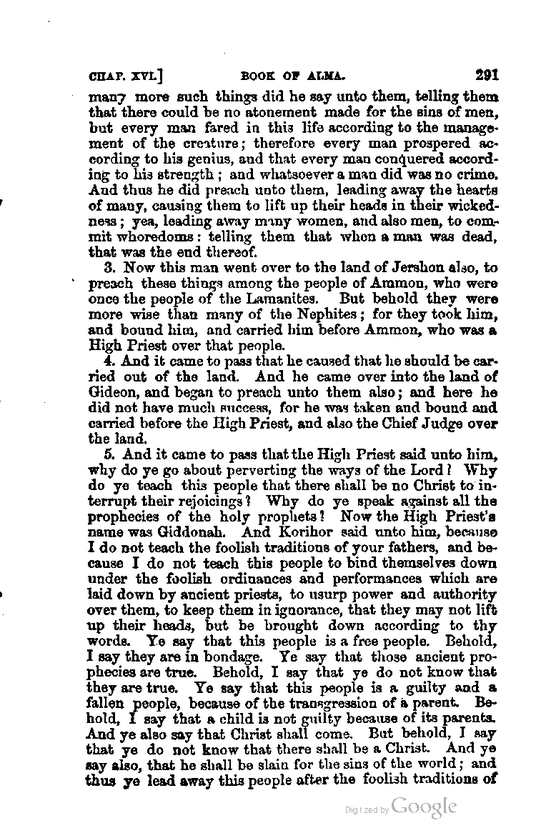 CHAP. XVI.] BOOK OF ALMA. 291
many more such things did he say unto them, telling them
that there could be no atonement made for the sins of men,
but every man fared in this life according to the manage-
ment of the creature; therefore every man prospered ac-
cording to his genius, and that every man conquered accord-
ing to his strength; and whatsoever a man did was no crime.
And thus he did preach unto them, leading away the hearts
of many, causing them to lift up their heads in their wicked-
ness; yea, leading away many women, and also men, to com-
mit whoredoms: telling them that when a man was dead,
that was the end thereof.
3. Now this man went over to the land of Jershon also, to
preach these things among the people of Ammon, who were
once the people of the Lamanites. But behold they were
more wise than many of the Nephites; for they took him,
and bound him, and carried him before Ammon, who was a
High Priest over that people.
4. And it came to pass that he caused that he should be car-
ried out of the land. And he came over into the land of
Gideon, and began to preach unto them also; and here he
did not have much success, for he was taken and bound and
carried before the High Priest, and also the Chief Judge over
the land.
5. And it came to pass that the High Priest said unto him,
why do ye go about perverting the ways of the Lord? Why
do ye teach this people that there shall be no Christ to in-
terrupt their rejoicings? Why do ye speak against all the
prophecies of the holy prophets? Now the High Priest's
name was Giddonah. And Korihor said unto him, because
I do not teach the foolish traditions of your fathers, and be-
cause I do not teach this people to bind themselves down
under the foolish ordinances and performances which are
laid down by ancient priests, to usurp power and authority
over them, to keep them in ignorance, that they may not lift
up their heads, but be brought down according to thy
words. Ye say that this people is a free people. Behold,
I say they are in bondage. Ye say that those ancient pro-
phecies are true. Behold, I say that ye do not know that
they are true. Ye say that this people is a guilty and a
fallen people, because of the transgression of a parent. Be-
hold, I say that a child is not guilty because of its parents.
And ye also say that Christ shall come. But behold, I say
that ye do not know that there shall be a Christ. And ye
say also, that he shall be slain for the sins of the world; and
thus ye lead away this people after the foolish traditions of
Digitized by Google